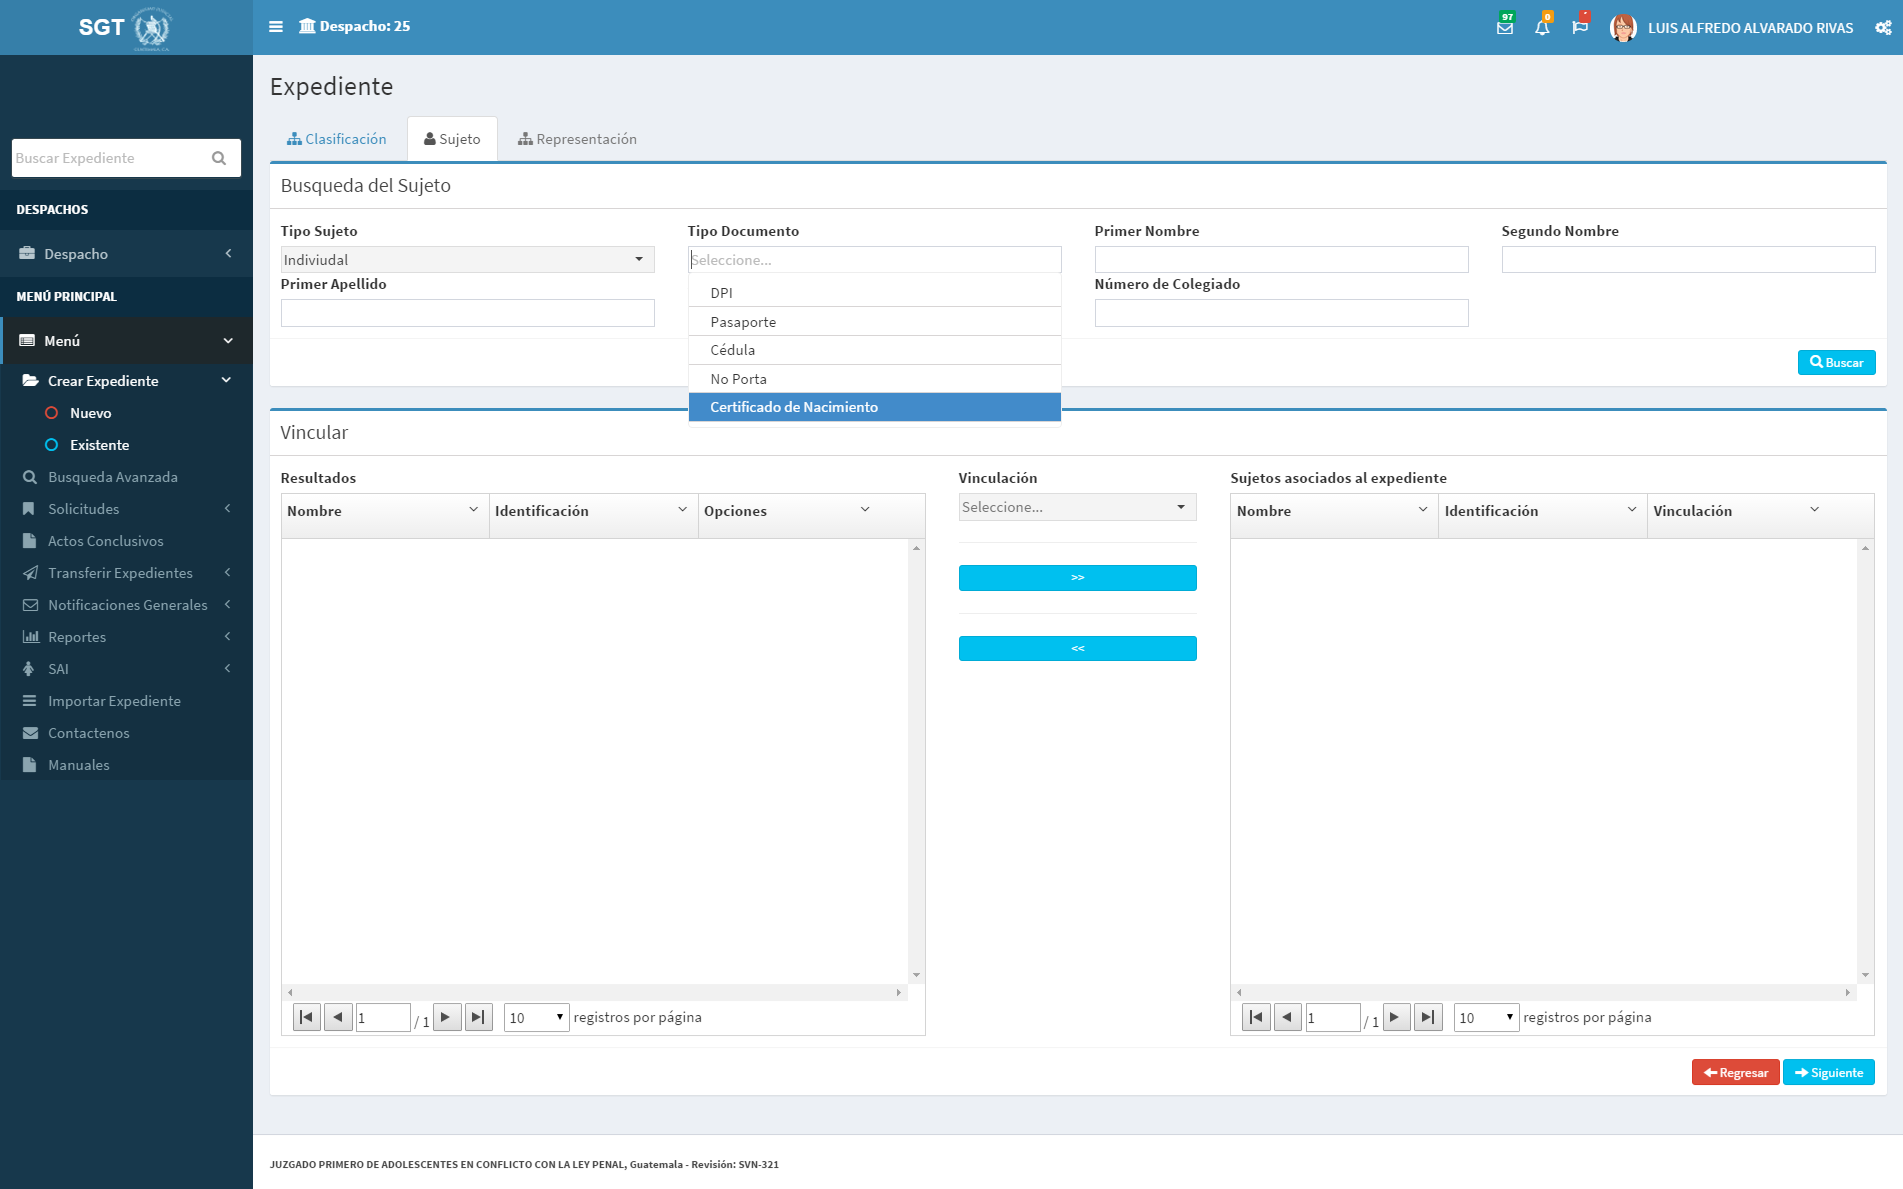 SGT
Despacho: 25
97
0
LUIS ALFREDO ALVARADO RIVAS
Buscar Expediente
DESPACHOS
Despacho
MENÚ PRINCIPAL
Menú
Crear Expediente
Nuevo
Existente
Busqueda Avanzada
Solicitudes
Actos Conclusivos
Transferir Expedientes
Notificaciones Generales
Reportes
SAI
Importar Expediente
Contactenos
Manuales
Expediente
Clasificación
Sujeto
Representación
Busqueda del Sujeto
Tipo Sujeto
Indiviudal
Tipo Documento
Seleccione...
DPI
Pasaporte
Cédula
No Porta
Certificado de Nacimiento
Primer Nombre
Segundo Nombre
Primer Apellido
Número de Colegiado
Buscar
Vincular
Resultados
Nombre
Identificación
Opciones
1
/ 1
10
registros por página
Vinculación
Seleccione...
>>
<<
Sujetos asociados al expediente
Nombre
Identificación
Vinculación
1
/ 1
10
registros por página
Regresar
Siguiente
JUZGADO PRIMERO DE ADOLESCENTES EN CONFLICTO CON LA LEY PENAL, Guatemala - Revisión: SVN-321